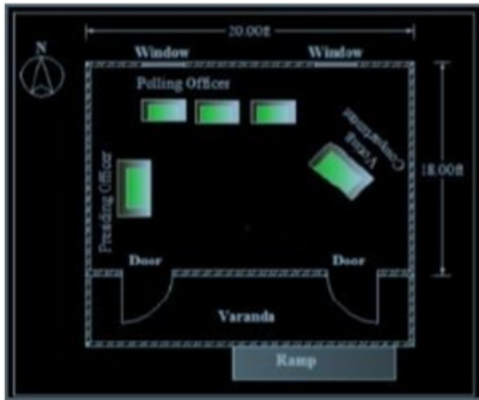 20.00ft
N
Window
Window
Polling Officer
Voting
Compartment
18.00ft
Presiding Officer
Door
Door
Varanda
Ramp